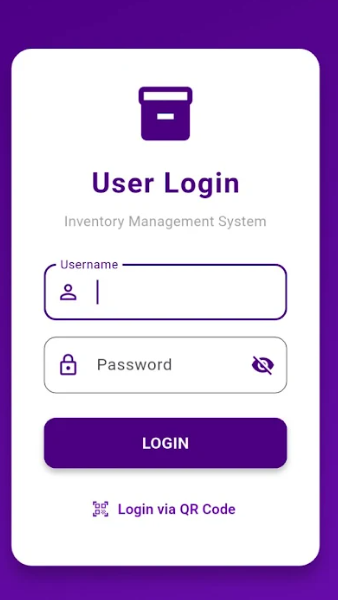 User Login
Inventory Management System
Username
Password
LOGIN
Login via QR Code